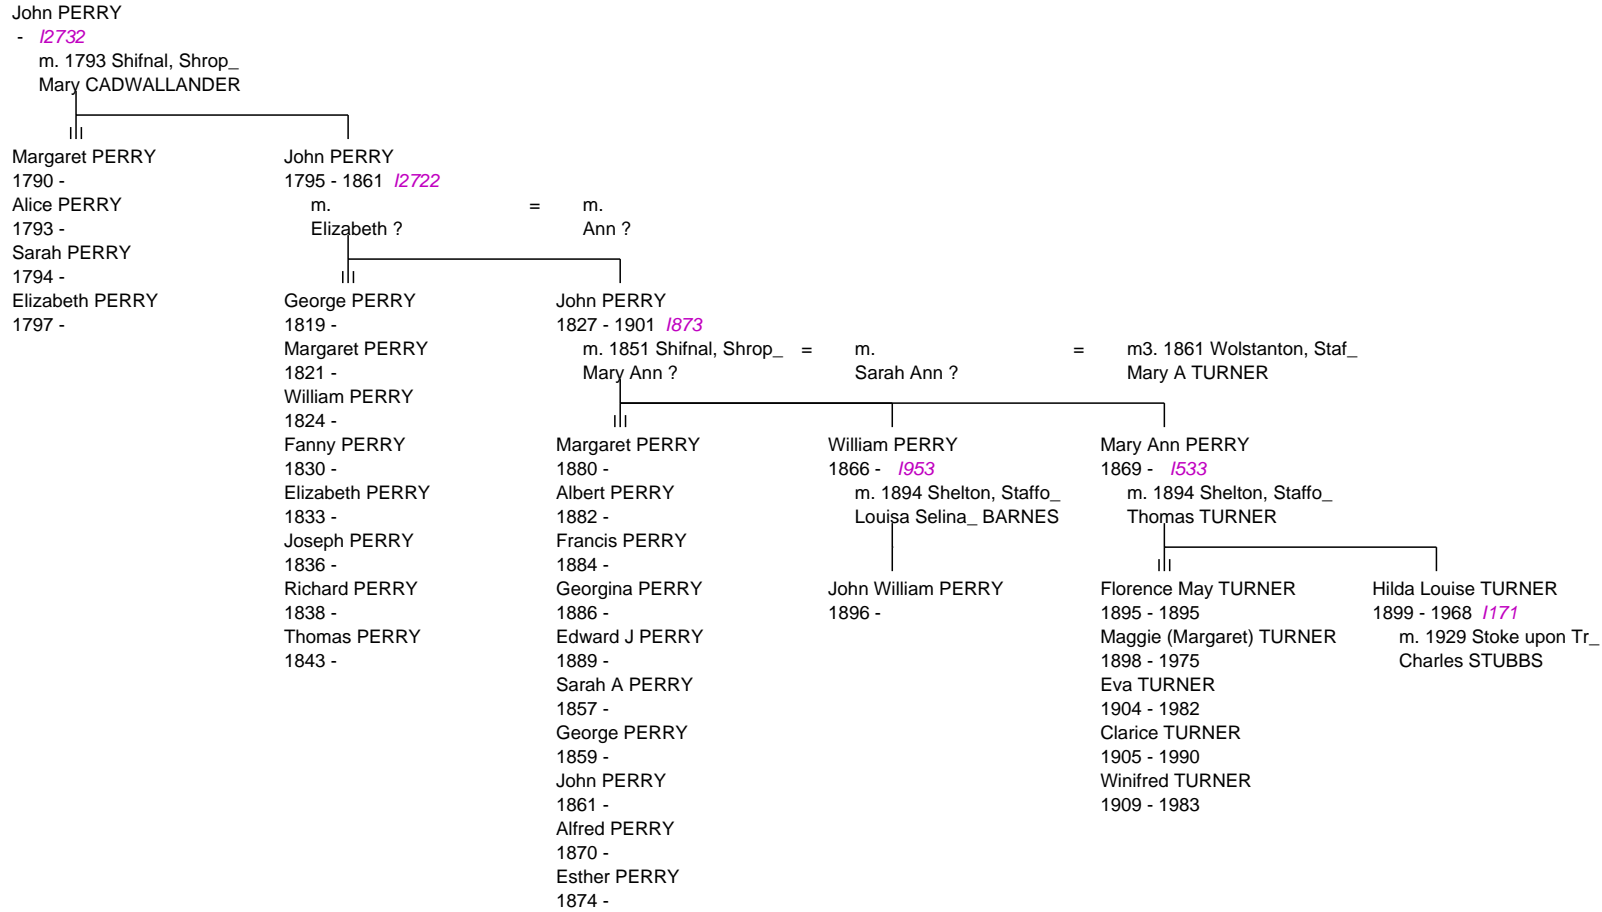 John PERRY
- I2732
m. 1793 Shifnal, Shrop_
Mary CADWALLANDER
Margaret PERRY
1790 -
Alice PERRY
1793 -
Sarah PERRY
1794 -
Elizabeth PERRY
1797 -
John PERRY
1795 - 1861 I2722
m. = m.
Elizabeth ? Ann ?
George PERRY
1819 -
Margaret PERRY
1821 -
William PERRY
1824 -
Fanny PERRY
1830 -
Elizabeth PERRY
1833 -
Joseph PERRY
1836 -
Richard PERRY
1838 -
Thomas PERRY
1843 -
John PERRY
1827 - 1901 I873
m. 1851 Shifnal, Shrop_ = m. = m3. 1861 Wolstanton, Staf_
Mary Ann ? Sarah Ann ? Mary A TURNER
Margaret PERRY
1880 -
Albert PERRY
1882 -
Francis PERRY
1884 -
Georgina PERRY
1886 -
Edward J PERRY
1889 -
Sarah A PERRY
1857 -
George PERRY
1859 -
John PERRY
1861 -
Alfred PERRY
1870 -
Esther PERRY
1874 -
William PERRY
1866 - I953
m. 1894 Shelton, Staffo_
Louisa Selina_ BARNES
John William PERRY
1896 -
Mary Ann PERRY
1869 - I533
m. 1894 Shelton, Staffo_
Thomas TURNER
Florence May TURNER
1895 - 1895
Maggie (Margaret) TURNER
1898 - 1975
Eva TURNER
1904 - 1982
Clarice TURNER
1905 - 1990
Winifred TURNER
1909 - 1983
Hilda Louise TURNER
1899 - 1968 I171
m. 1929 Stoke upon Tr_
Charles STUBBS